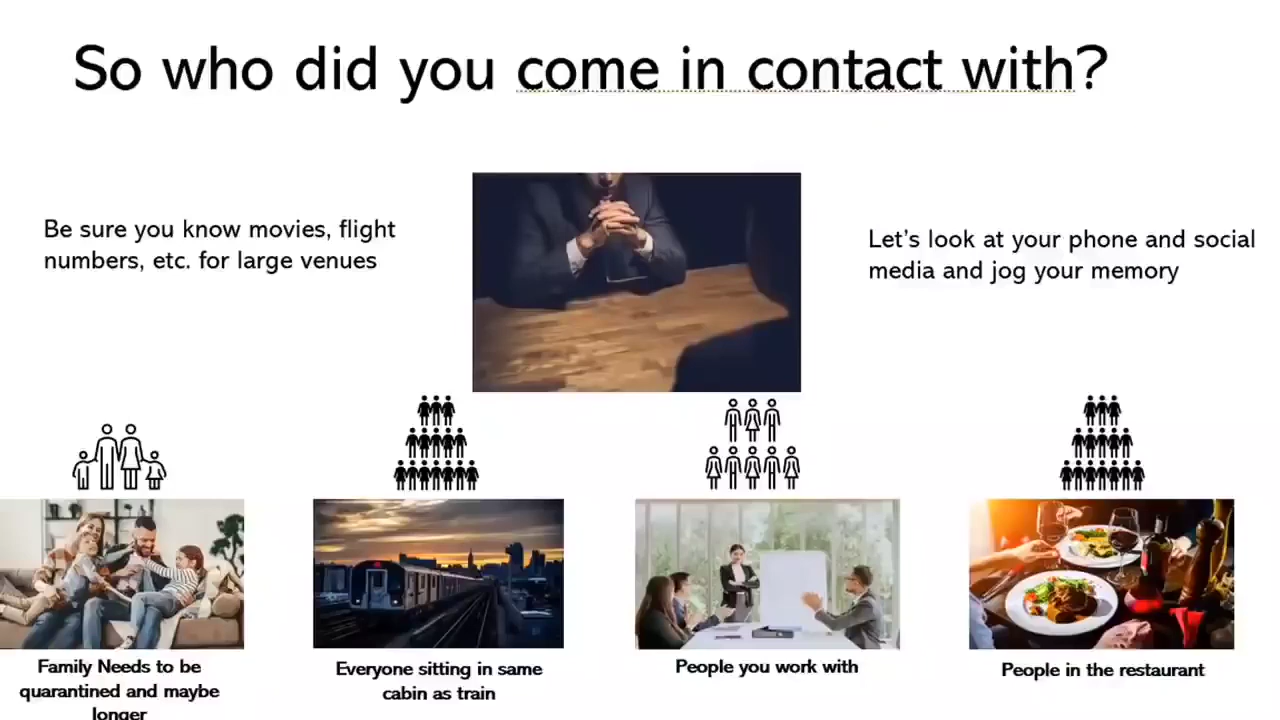 So who did you come in contact with?
Be sure you know movies, flight
numbers, etc. for large venues
Let's look at your phone and social
media and jog your memory
Family Needs to be
quarantined and maybe
longer
Everyone sitting in same
cabin as train
People you work with
People in the restaurant